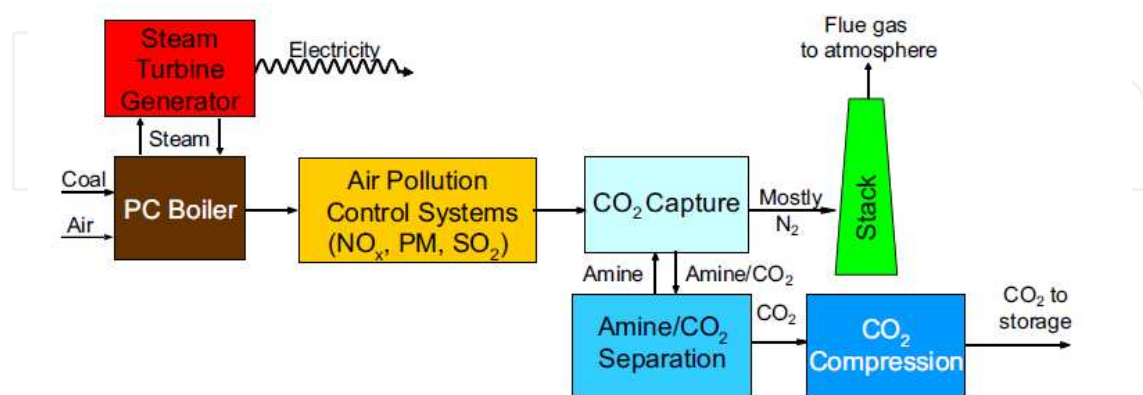 Steam
Turbine
Generator
Electricity
Flue gas
to atmosphere
Steam
Coal
Air
PC Boiler
Air Pollution
Control Systems
(NOₓ, PM, SO₂)
CO₂ Capture
Mostly
N₂
Stack
Amine
Amine/CO₂
Amine/CO₂
Separation
CO₂
CO₂
Compression
CO₂ to
storage